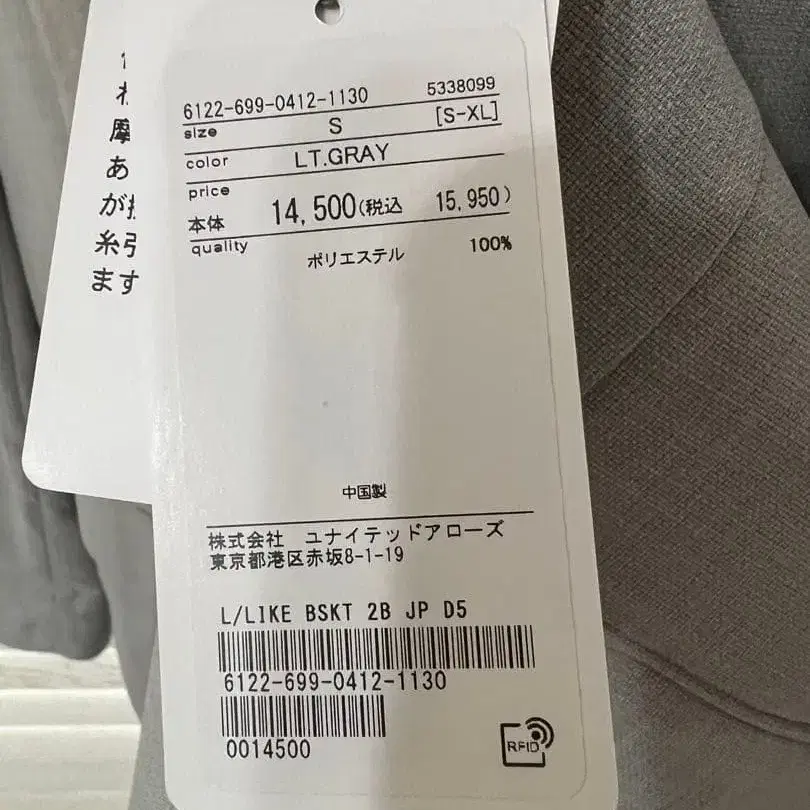 6122-699-0412-1130 5338099
size S [S-XL]
color LT.GRAY
price
本体 14,500(税込 15,950)
quality
ポリエステル 100%
中国製
株式会社 ユナイテッドアローズ
東京都港区赤坂8-1-19
L/LIKE BSKT 2B JP D5
6122-699-0412-1130
0014500
RFID
わ
摩
あ
が
糸引
ます